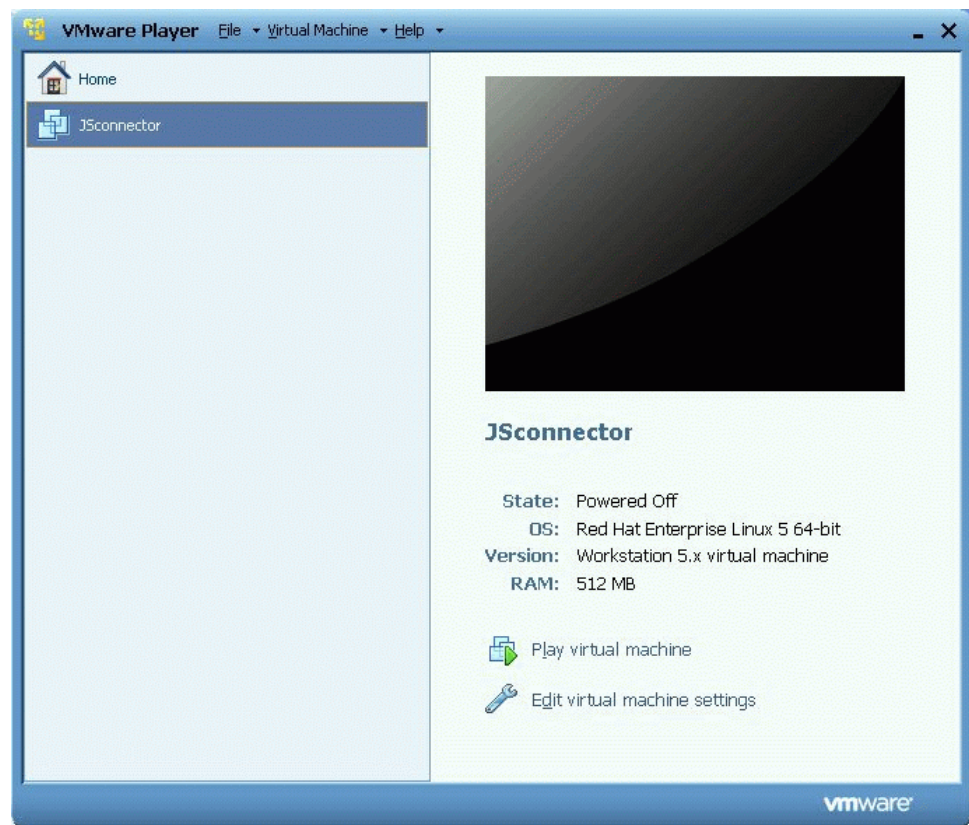 VMware Player File Virtual Machine Help
Home
JSconnector
JSconnector
State: Powered Off
OS: Red Hat Enterprise Linux 5 64-bit
Version: Workstation 5.x virtual machine
RAM: 512 MB
Play virtual machine
Edit virtual machine settings
vmware